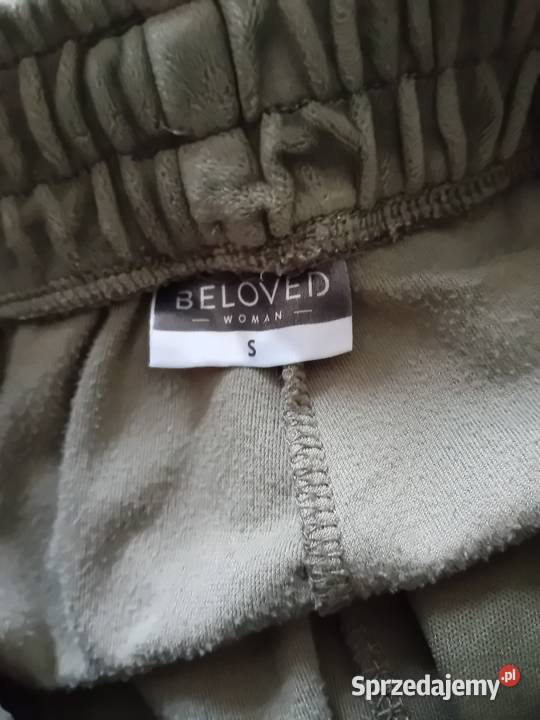 BELOVED
— WOMAN —
S
Sprzedajemy.pl